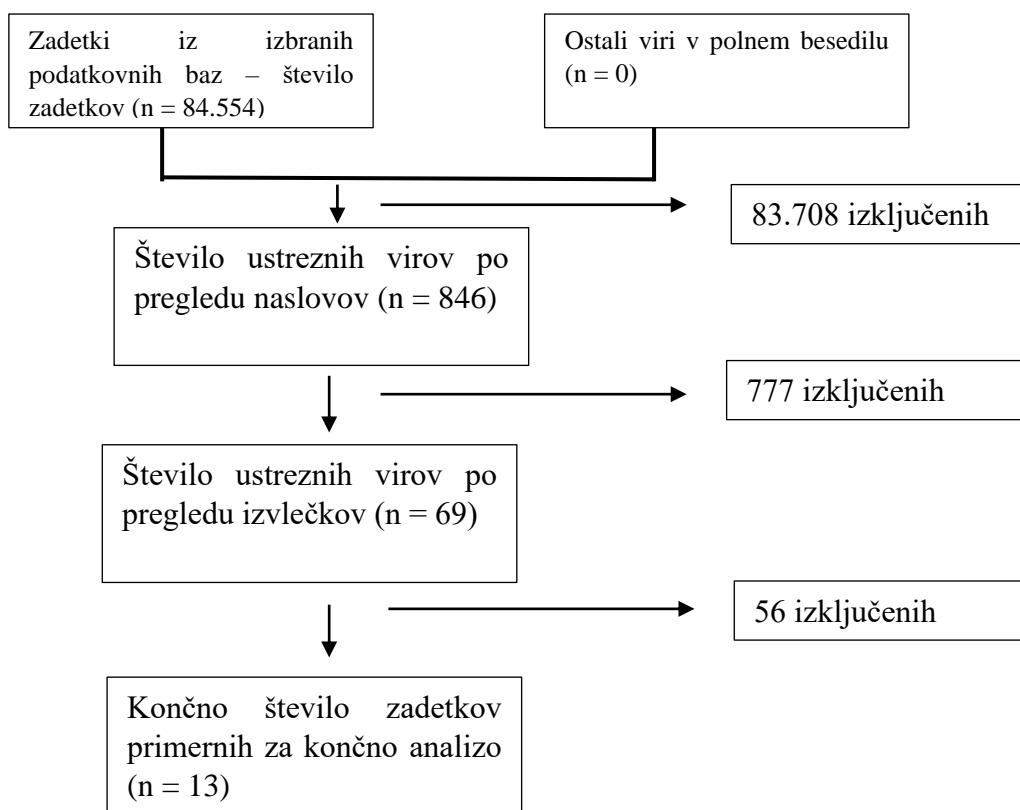 Zadetki iz izbranih
podatkovnih baz – število
zadetkov (n = 84.554)
Ostali viri v polnem besedilu
(n = 0)
83.708 izključenih
Število ustreznih virov po
pregledu naslovov (n = 846)
777 izključenih
Število ustreznih virov po
pregledu izvlečkov (n = 69)
56 izključenih
Končno število zadetkov
primernih za končno analizo
(n = 13)